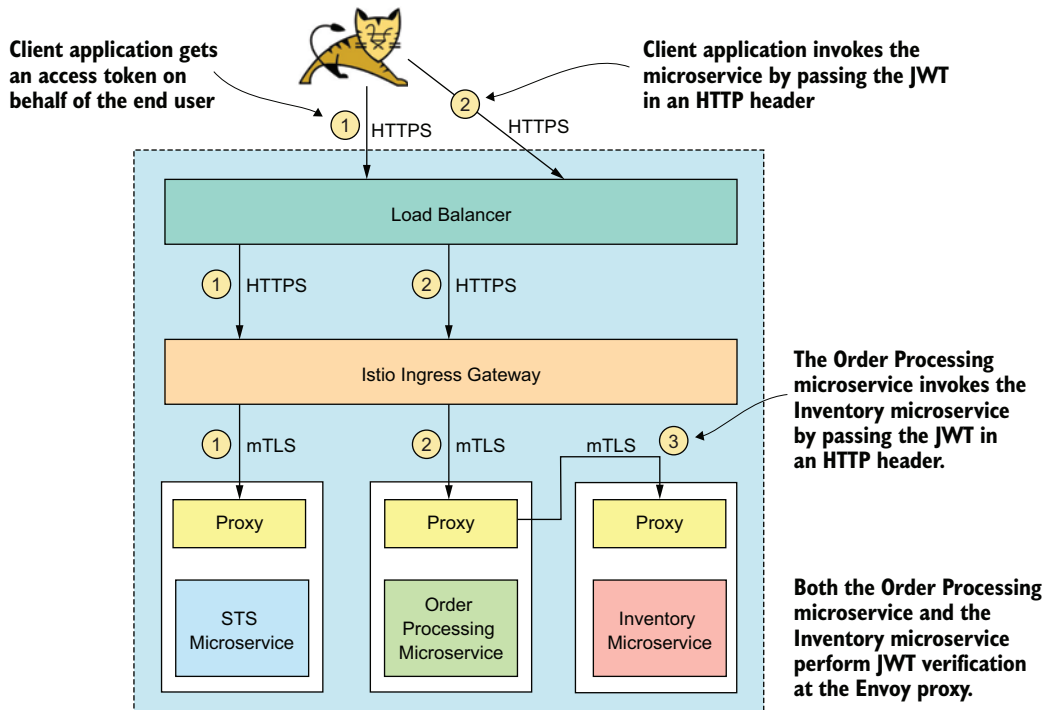 Client application gets
an access token on
behalf of the end user
Client application invokes the
microservice by passing the JWT
in an HTTP header
1
HTTPS
2
HTTPS
Load Balancer
1
HTTPS
2
HTTPS
Istio Ingress Gateway
The Order Processing
microservice invokes the
Inventory microservice
by passing the JWT in
an HTTP header.
1
mTLS
2
mTLS
mTLS
3
Proxy
Proxy
Proxy
STS
Microservice
Order
Processing
Microservice
Inventory
Microservice
Both the Order Processing
microservice and the
Inventory microservice
perform JWT verification
at the Envoy proxy.